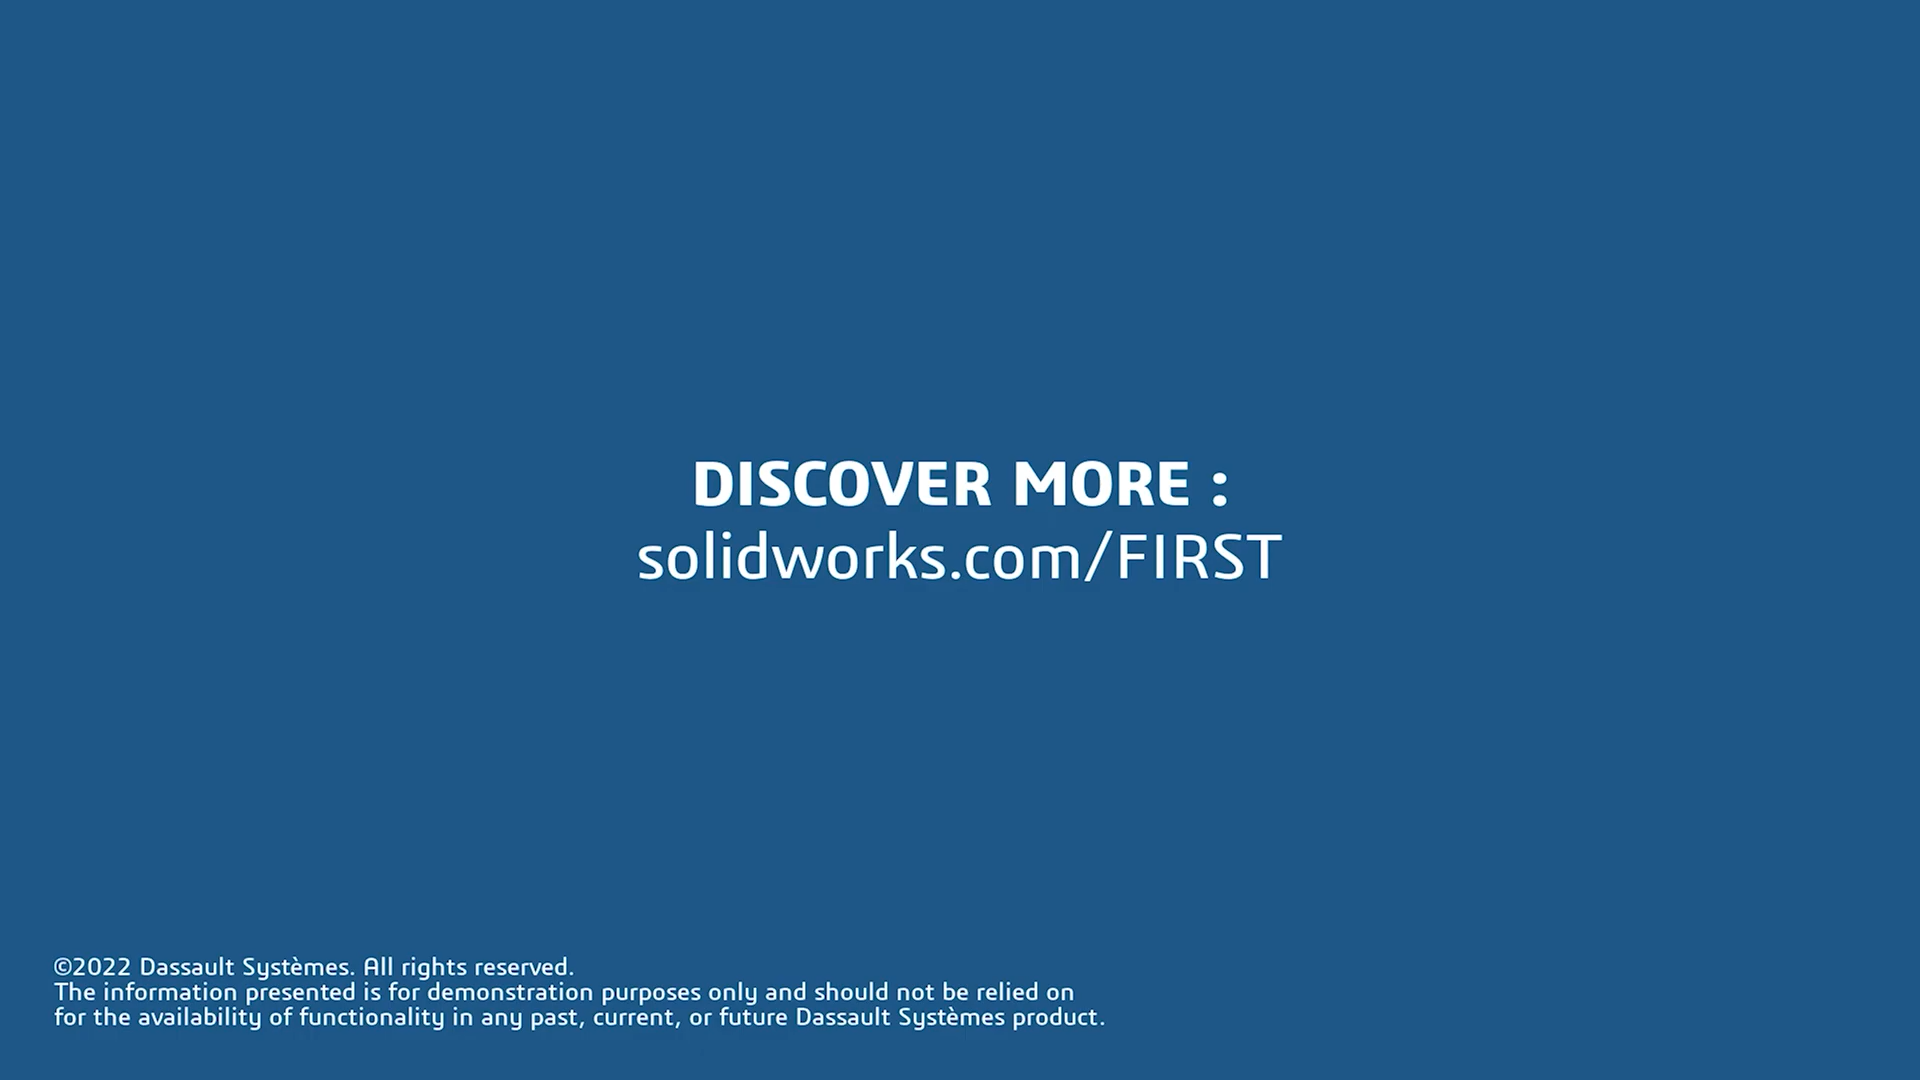 DISCOVER MORE :
solidworks.com/FIRST
©2022 Dassault Systèmes. All rights reserved.
The information presented is for demonstration purposes only and should not be relied on
for the availability of functionality in any past, current, or future Dassault Systèmes product.